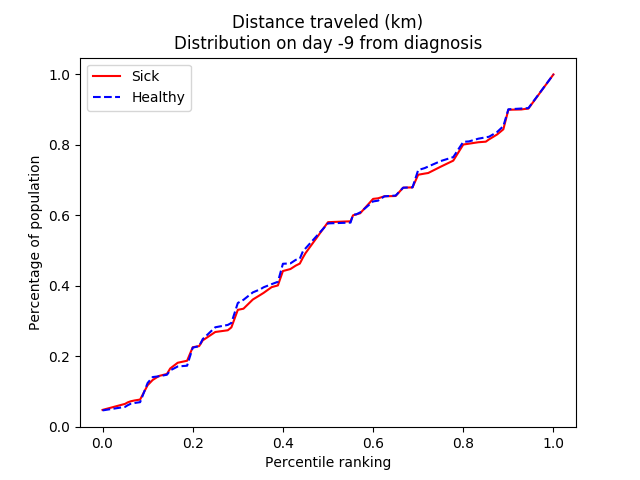 Distance traveled (km)
Distribution on day -9 from diagnosis
Sick
Healthy
Percentage of population
1.0
0.8
0.6
0.4
0.2
0.0
0.0 0.2 0.4 0.6 0.8 1.0
Percentile ranking